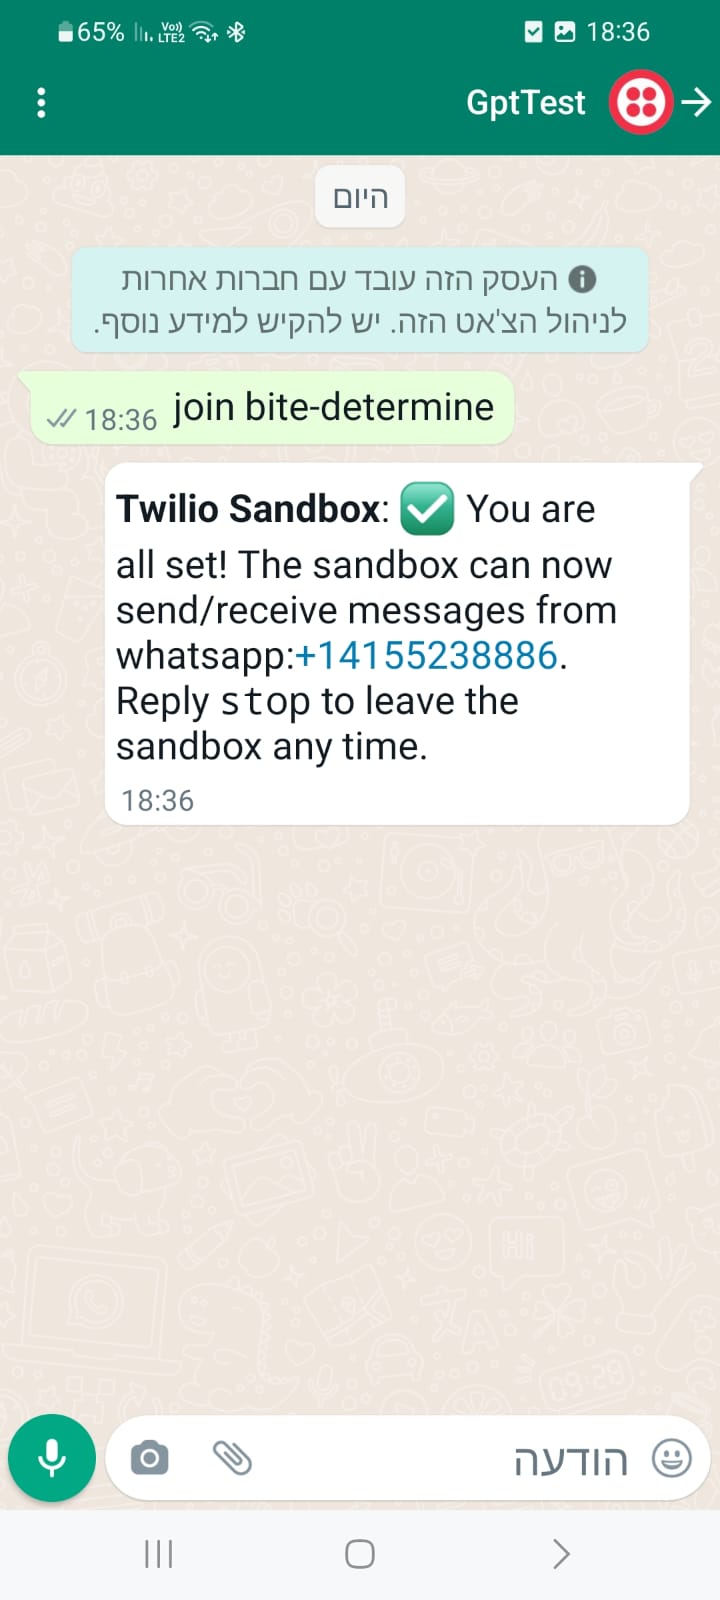 65%
Vo))
LTE2
18:36
GptTest
היום
העסק הזה עובד עם חברות אחרות
לניהול הצ'אט הזה. יש להקיש למידע נוסף.
join bite-determine
18:36
Twilio Sandbox: ✅ You are
all set! The sandbox can now
send/receive messages from
whatsapp:+14155238886.
Reply stop to leave the
sandbox any time.
18:36
הודעה